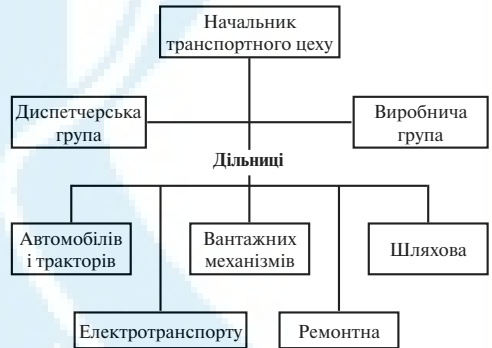 Начальник
транспортного цеху
Диспетчерська
група
Виробнича
група
Дільниці
Автомобілів
і тракторів
Вантажних
механізмів
Шляхова
Електротранспорту
Ремонтна